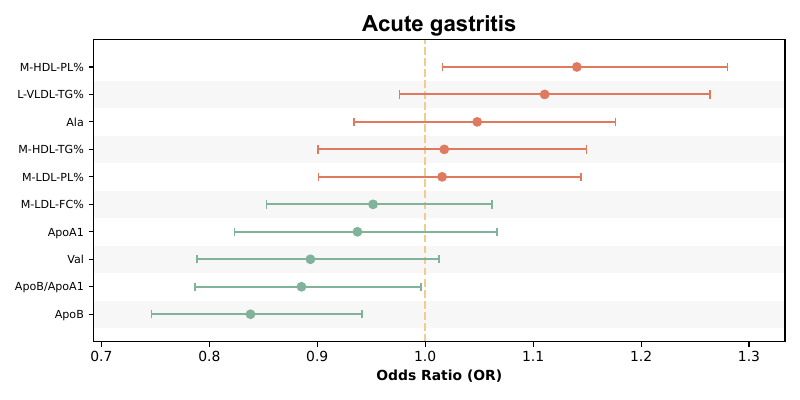 Acute gastritis
M-HDL-PL%
L-VLDL-TG%
Ala
M-HDL-TG%
M-LDL-PL%
M-LDL-FC%
ApoA1
Val
ApoB/ApoA1
ApoB
0.7 0.8 0.9 1.0 1.1 1.2 1.3
Odds Ratio (OR)